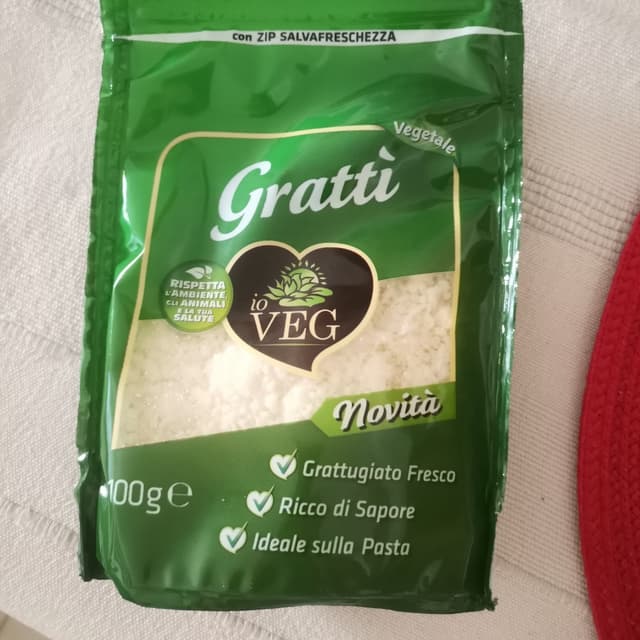 con ZIP SALVAFRESCHEZZA
Vegetale
Grattì
RISPETTA
L'AMBIENTE,
GLI ANIMALI
E LA TUA
SALUTE
io
VEG
Novità
100g e
Grattugiato Fresco
Ricco di Sapore
Ideale sulla Pasta